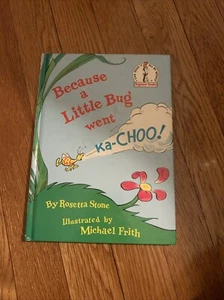 Because
a
Little Bug
went
Ka-CHOO!
By Rosetta Stone
Illustrated by
Michael Frith